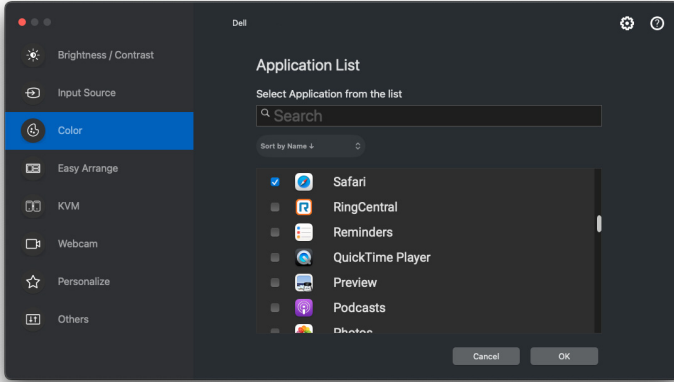 Dell
Brightness / Contrast
Input Source
Color
Easy Arrange
KVM
Webcam
Personalize
Others
Application List
Select Application from the list
Search
Sort by Name ↓
Safari
RingCentral
Reminders
QuickTime Player
Preview
Podcasts
Photos
Cancel
OK